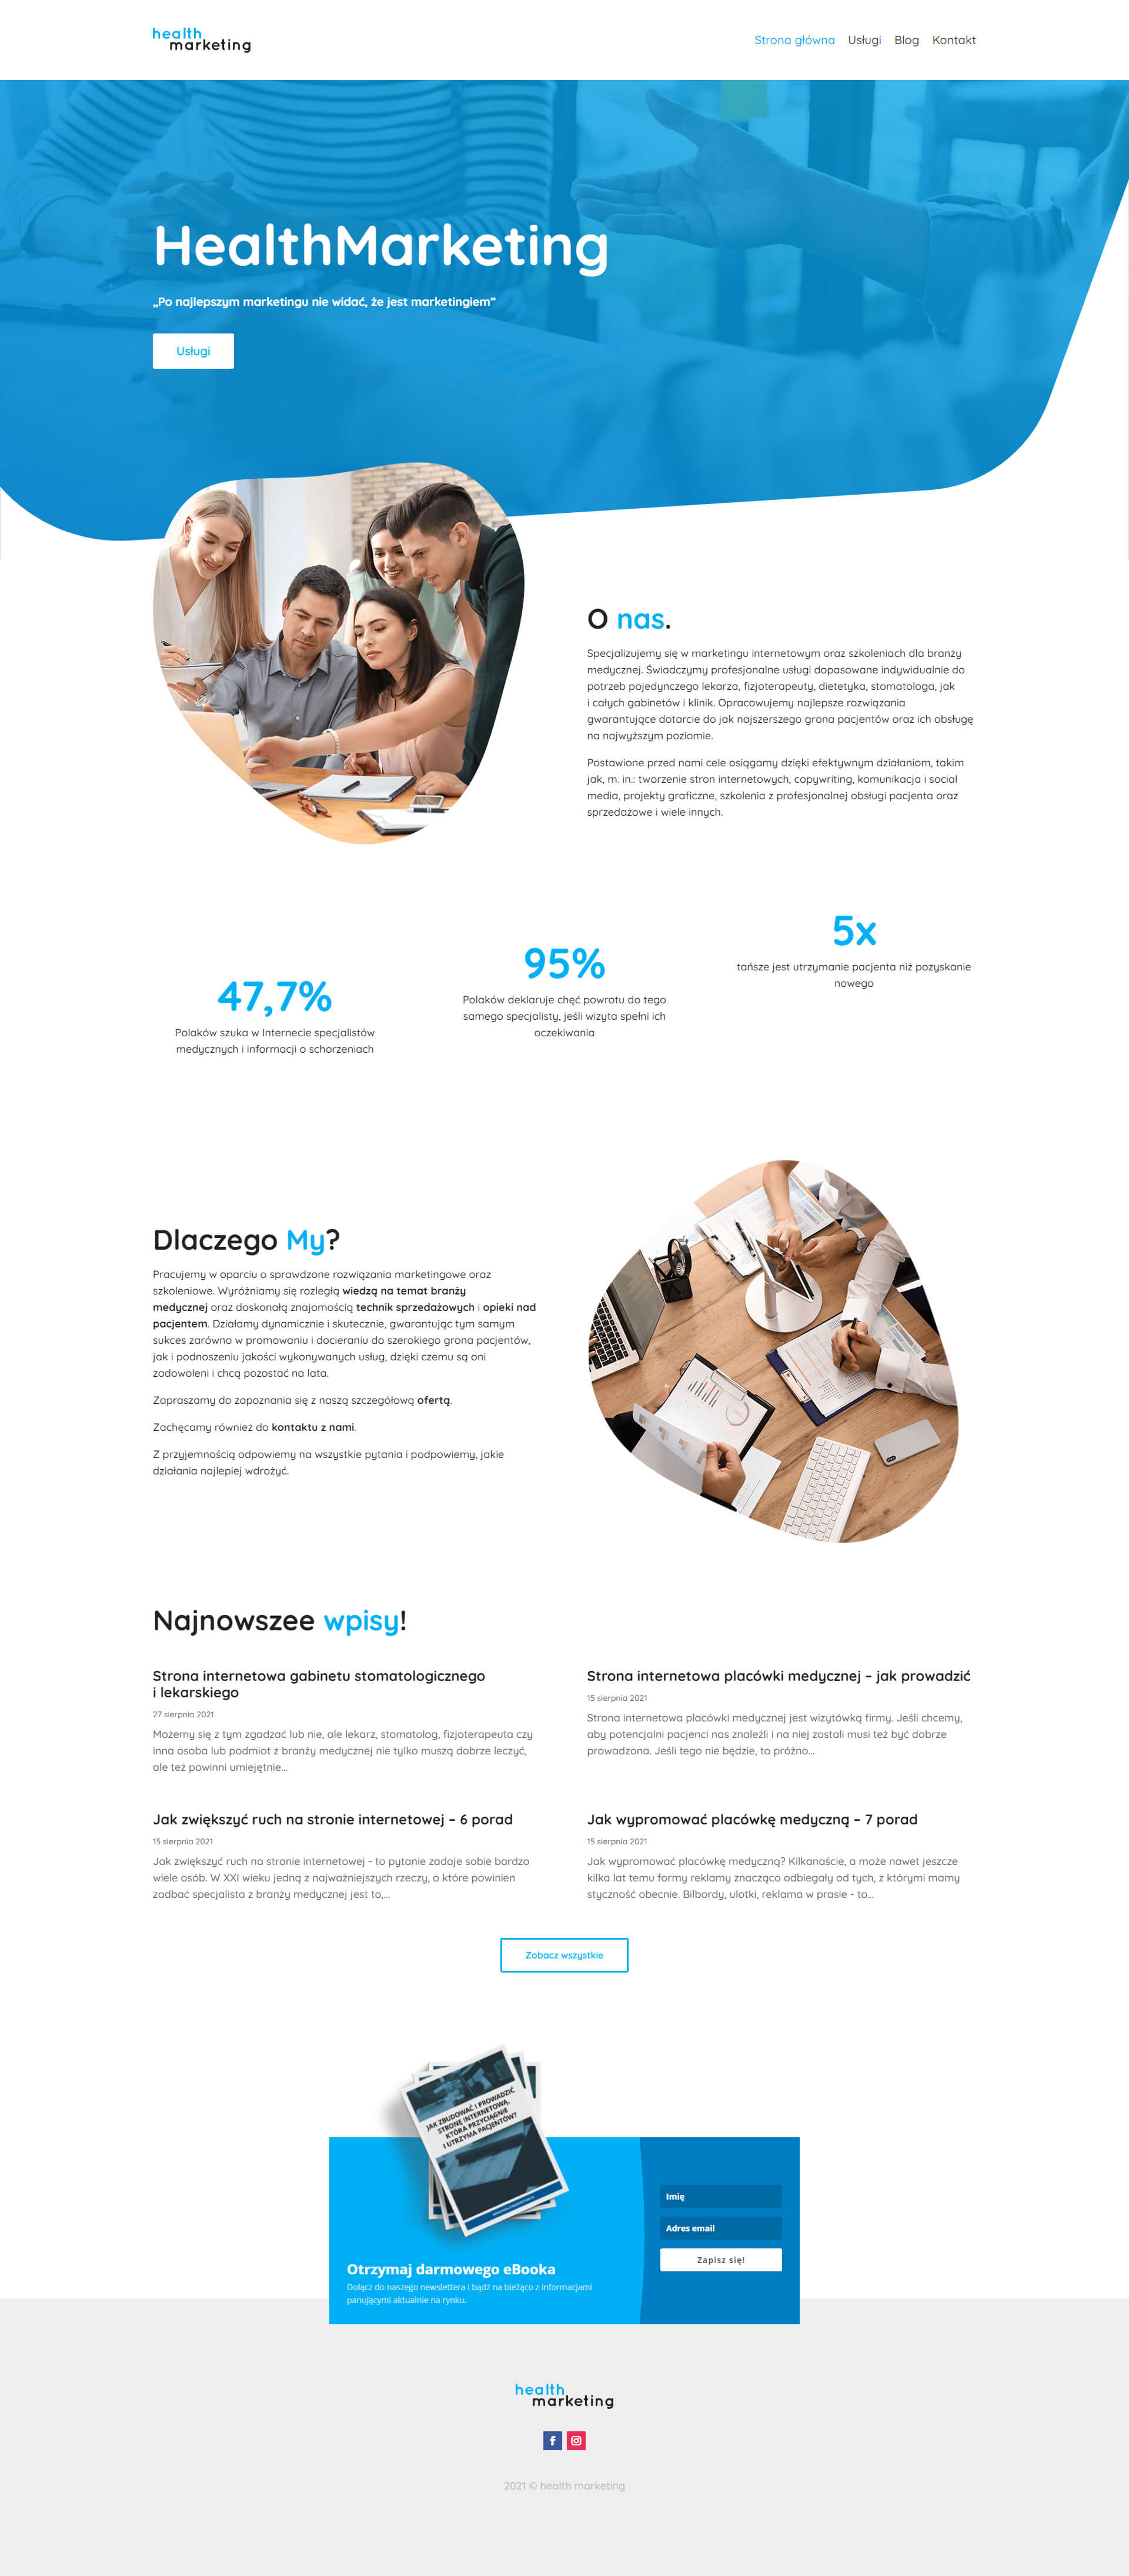 health
marketing
Strona główna Usługi Blog Kontakt
HealthMarketing
„Po najlepszym marketingu nie widać, że jest marketingiem”
Usługi
O nas.
Specjalizujemy się w marketingu internetowym oraz szkoleniach dla branży
medycznej. Świadczymy profesjonalne usługi dopasowane indywidualnie do
potrzeb pojedynczego lekarza, fizjoterapeuty, dietetyka, stomatologa, jak
i całych gabinetów i klinik. Opracowujemy najlepsze rozwiązania
gwarantujące dotarcie do jak najszerszego grona pacjentów oraz ich obsługę
na najwyższym poziomie.
Postawione przed nami cele osiągamy dzięki efektywnym działaniom, takim
jak, m. in.: tworzenie stron internetowych, copywriting, komunikacja i social
media, projekty graficzne, szkolenia z profesjonalnej obsługi pacjenta oraz
sprzedażowe i wiele innych.
47,7%
Polaków szuka w Internecie specjalistów
medycznych i informacji o schorzeniach
95%
Polaków deklaruje chęć powrotu do tego
samego specjalisty, jeśli wizyta spełni ich
oczekiwania
5x
tańsze jest utrzymanie pacjenta niż pozyskanie
nowego
Dlaczego My?
Pracujemy w oparciu o sprawdzone rozwiązania marketingowe oraz
szkoleniowe. Wyróżniamy się rozległą wiedzą na temat branży
medycznej oraz doskonałą znajomością technik sprzedażowych i opieki nad
pacjentem. Działamy dynamicznie i skutecznie, gwarantując tym samym
sukces zarówno w promowaniu i docieraniu do szerokiego grona pacjentów,
jak i podnoszeniu jakości wykonywanych usług, dzięki czemu są oni
zadowoleni i chcą pozostać na lata.
Zapraszamy do zapoznania się z naszą szczegółową ofertą.
Zachęcamy również do kontaktu z nami.
Z przyjemnością odpowiemy na wszystkie pytania i podpowiemy, jakie
działania najlepiej wdrożyć.
Najnowszee wpisy!
Strona internetowa gabinetu stomatologicznego
i lekarskiego
27 sierpnia 2021
Możemy się z tym zgadzać lub nie, ale lekarz, stomatolog, fizjoterapeuta czy
inna osoba lub podmiot z branży medycznej nie tylko muszą dobrze leczyć,
ale też powinni umiejętnie...
Strona internetowa placówki medycznej – jak prowadzić
15 sierpnia 2021
Strona internetowa placówki medycznej jest wizytówką firmy. Jeśli chcemy,
aby potencjalni pacjenci nas znaleźli i na niej zostali musi też być dobrze
prowadzona. Jeśli tego nie będzie, to próżno...
Jak zwiększyć ruch na stronie internetowej – 6 porad
15 sierpnia 2021
Jak zwiększyć ruch na stronie internetowej - to pytanie zadaje sobie bardzo
wiele osób. W XXI wieku jedną z najważniejszych rzeczy, o które powinien
zadbać specjalista z branży medycznej jest to,...
Jak wypromować placówkę medyczną – 7 porad
15 sierpnia 2021
Jak wypromować placówkę medyczną? Kilkanaście, a może nawet jeszcze
kilka lat temu formy reklamy znacząco odbiegały od tych, z którymi mamy
styczność obecnie. Bilbordy, ulotki, reklama w prasie - to...
Zobacz wszystkie
JAK ZBUDOWAĆ I PROWADZIĆ
STRONĘ INTERNETOWĄ,
KTÓRA PRZYCIĄGNIE
I UTRZYMA PACJENTÓW?
Otrzymaj darmowego eBooka
Dołącz do naszego newslettera i bądź na bieżąco z informacjami
panującymi aktualnie na rynku.
Imię
Adres email
Zapisz się!
health
marketing
2021 © health marketing